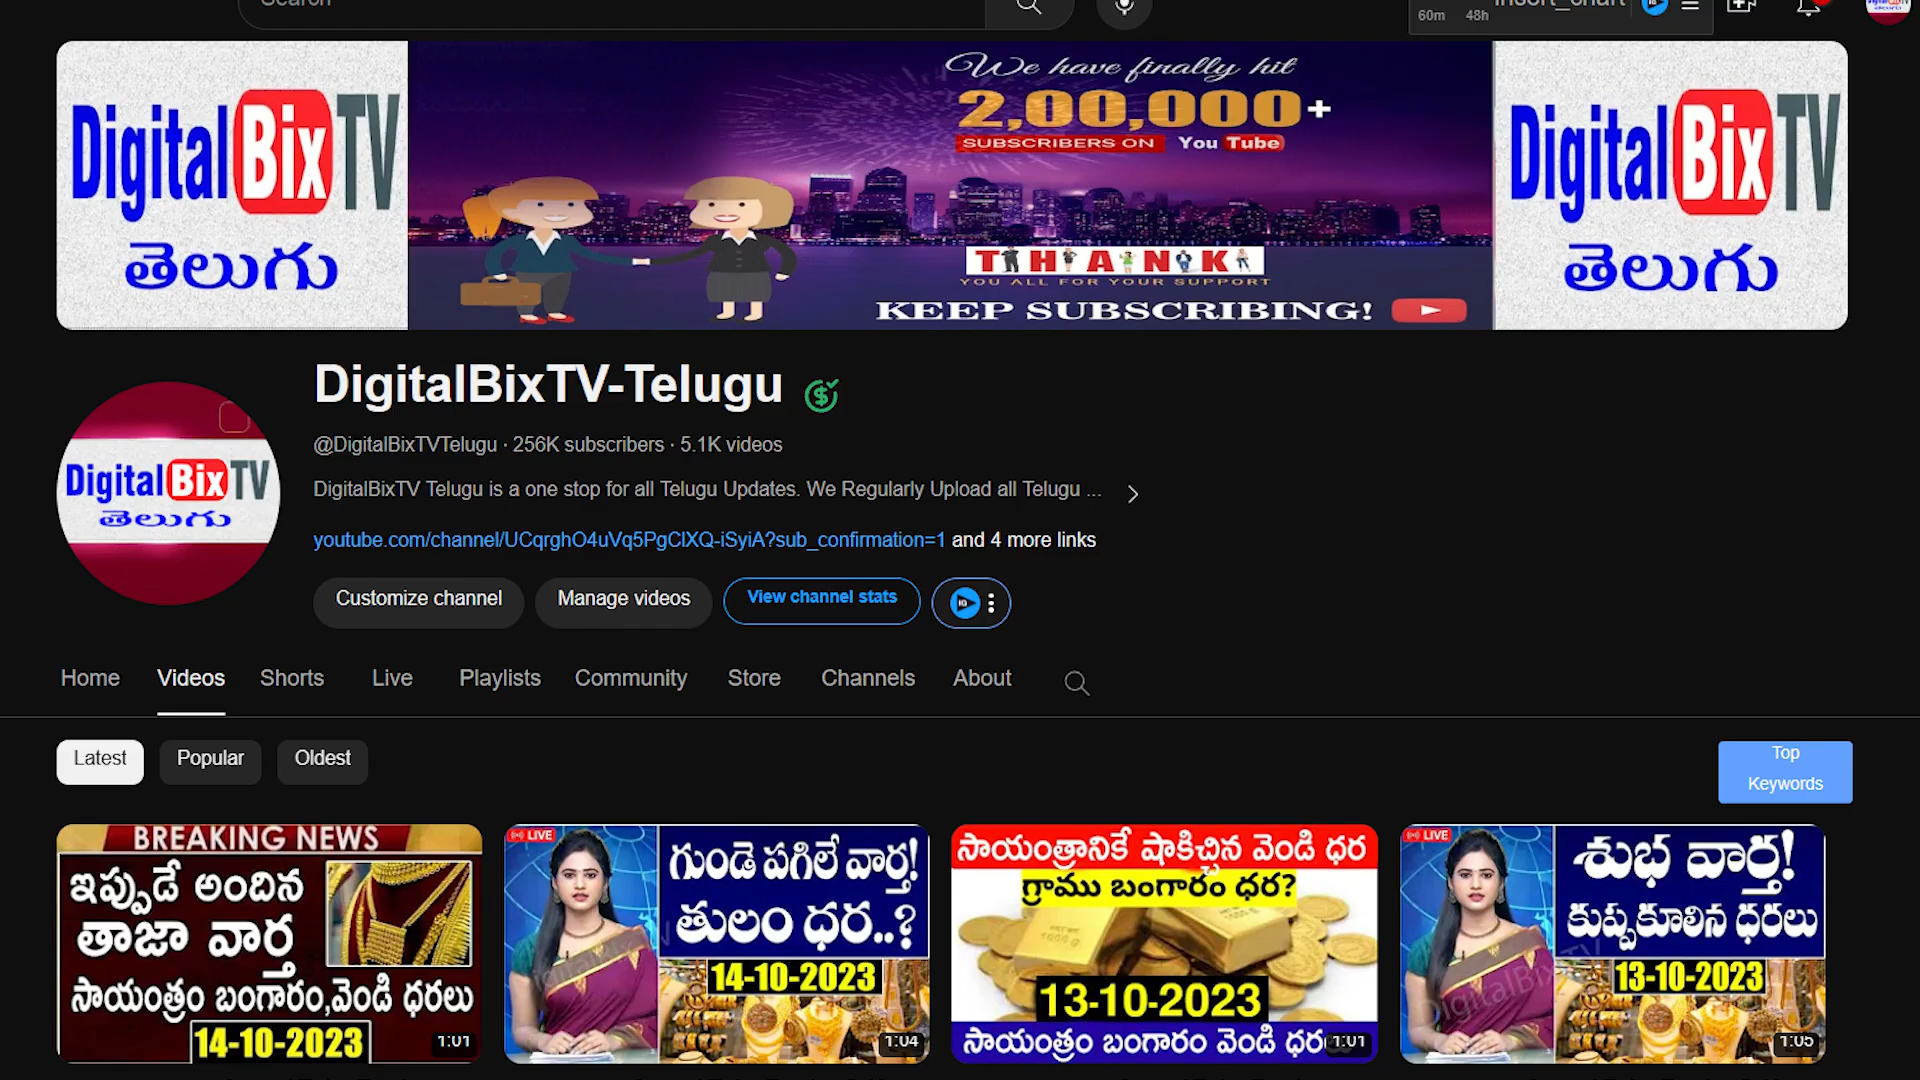 Search
60m 48h insert_chart
DigitalBixTV
తెలుగు
We have finally hit
2,00,000+
SUBSCRIBERS ON YouTube
THANK
YOU ALL FOR YOUR SUPPORT
KEEP SUBSCRIBING!
DigitalBixTV
తెలుగు
DigitalBixTV
తెలుగు
DigitalBixTV-Telugu
@DigitalBixTVTelugu · 256K subscribers · 5.1K videos
DigitalBixTV Telugu is a one stop for all Telugu Updates. We Regularly Upload all Telugu ...
youtube.com/channel/UCqrghO4uVq5PgClXQ-iSyiA?sub_confirmation=1 and 4 more links
Customize channel Manage videos View channel stats
Home Videos Shorts Live Playlists Community Store Channels About
Latest Popular Oldest
Top
Keywords
BREAKING NEWS
ఇప్పుడే అందిన
తాజా వార్త
సాయంత్రం బంగారం,వెండి ధరలు
14-10-2023
1:01
LIVE
గుండె పగిలే వార్త!
తులం ధర..?
14-10-2023
1:04
సాయంత్రానికే షాకిచ్చిన వెండి ధర
గ్రాము బంగారం ధర?
13-10-2023
సాయంత్రం బంగారం వెండి
1:01
LIVE
శుభ వార్త!
కుప్పకూలిన ధరలు
13-10-2023
DigitalBixTV
1:05